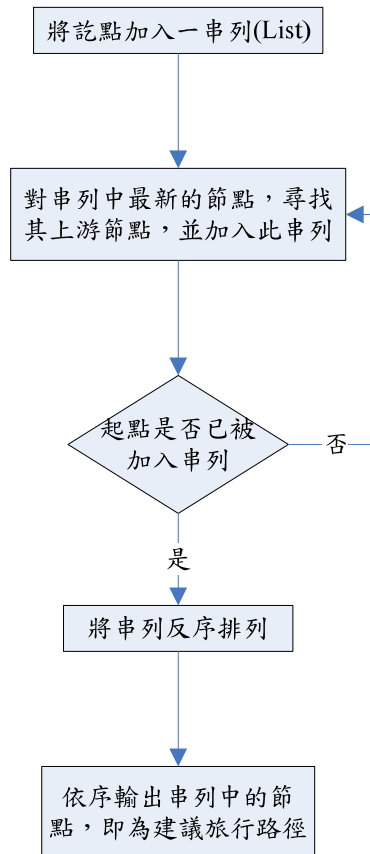 將訖點加入一串列(List)
對串列中最新的節點，尋找
其上游節點，並加入此串列
起點是否已被
加入串列
否
是
將串列反序排列
依序輸出串列中的節
點，即為建議旅行路徑